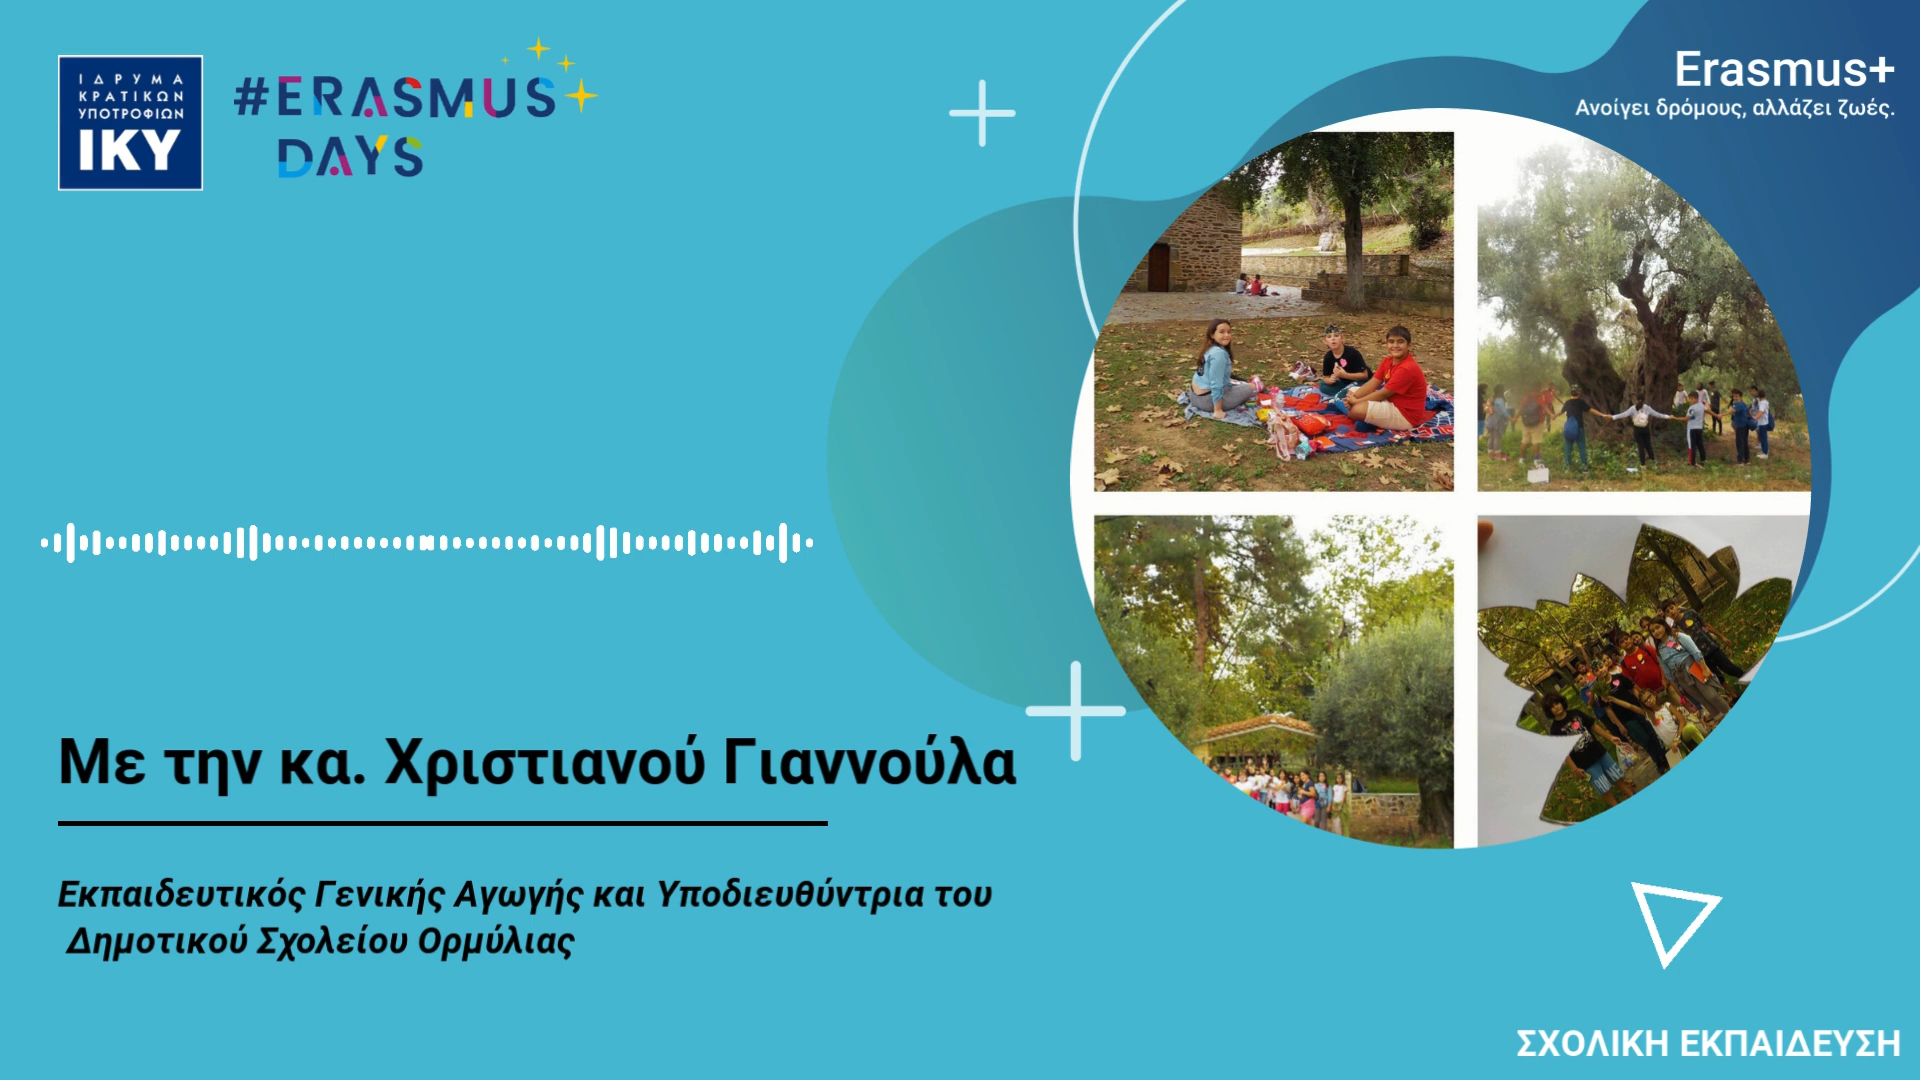 ΙΔΡΥΜΑ
ΚΡΑΤΙΚΩΝ
ΥΠΟΤΡΟΦΙΩΝ
ΙΚΥ
#ERASMUS
DAYS
Erasmus+
Ανοίγει δρόμους, αλλάζει ζωές.
Με την κα. Χριστιανού Γιαννούλα
Εκπαιδευτικός Γενικής Αγωγής και Υποδιευθύντρια του
Δημοτικού Σχολείου Ορμύλιας
ΣΧΟΛΙΚΗ ΕΚΠΑΙΔΕΥΣΗ